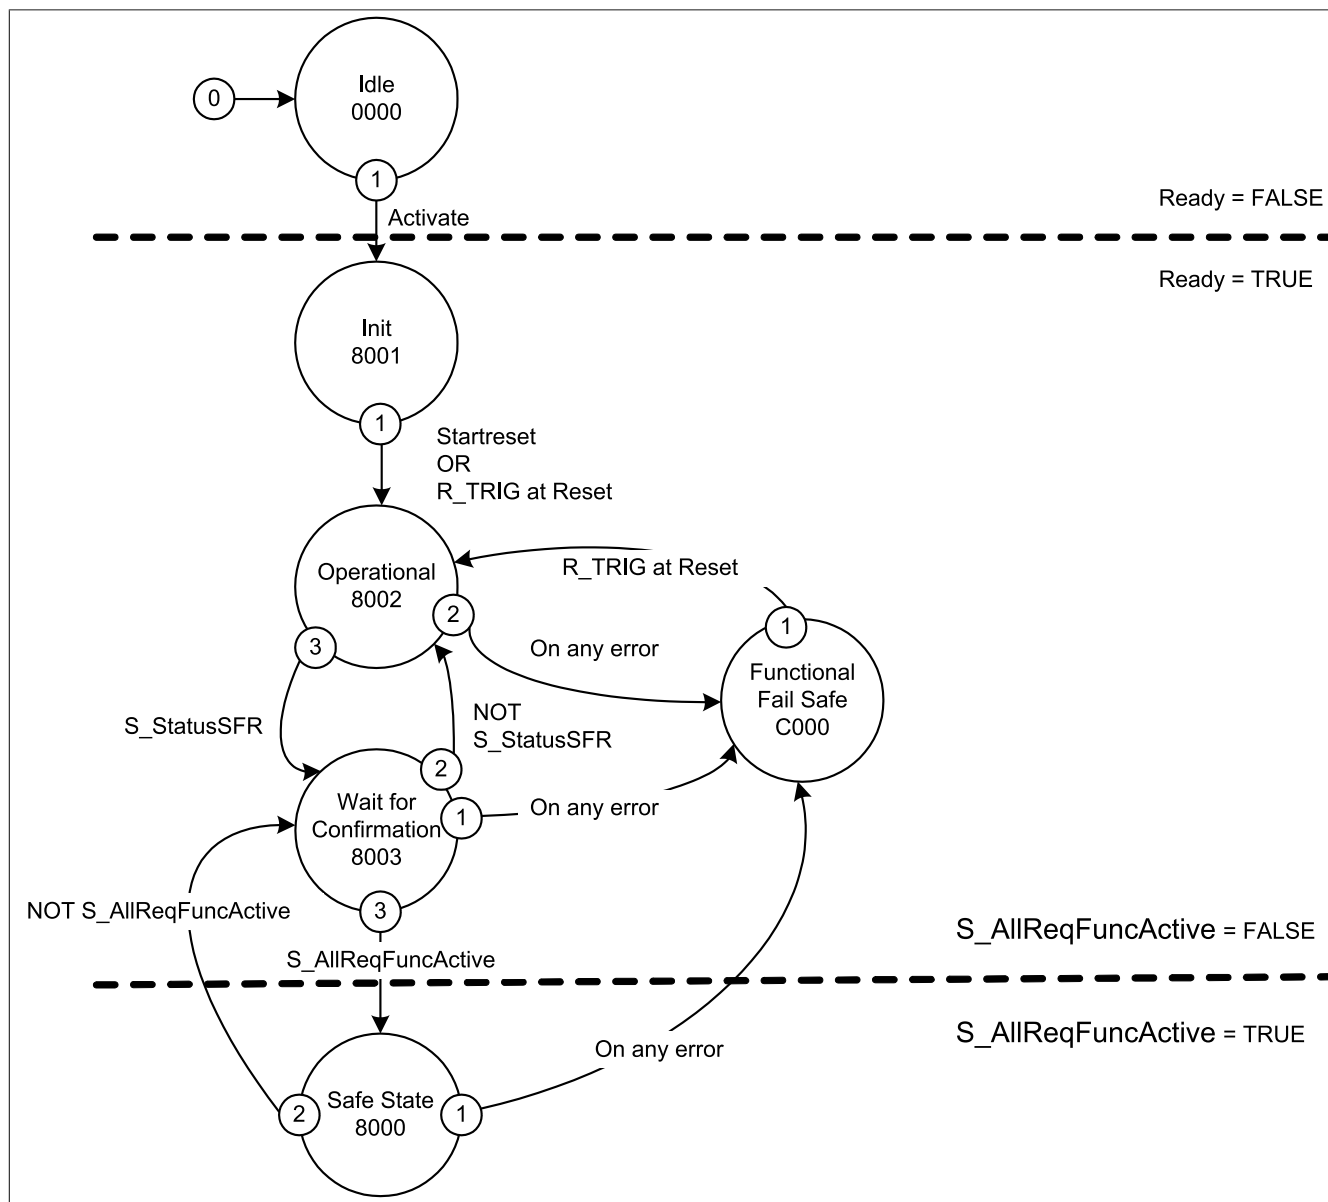 Idle
0000
0
1
Activate
Ready = FALSE
Ready = TRUE
Init
8001
1
Startreset
OR
R_TRIG at Reset
Operational
8002
2
3
R_TRIG at Reset
1
On any error
Functional
Fail Safe
C000
S_StatusSFR
NOT
S_StatusSFR
2
Wait for
Confirmation
8003
1
On any error
3
NOT S_AllReqFuncActive
S_AllReqFuncActive
S_AllReqFuncActive = FALSE
S_AllReqFuncActive = TRUE
On any error
Safe State
8000
2
1